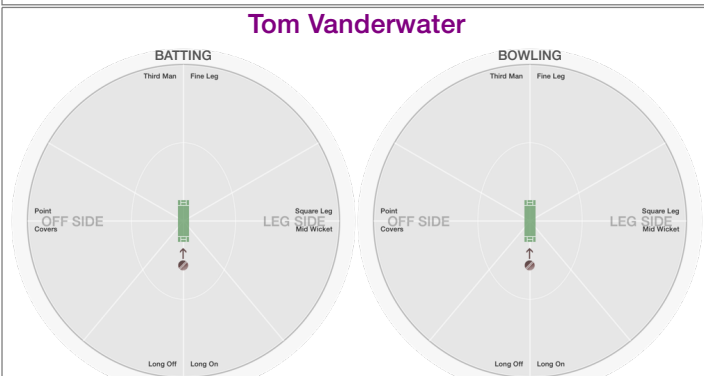 Tom Vanderwater
BATTING
Third Man Fine Leg
Point Square Leg
OFF SIDE LEG SIDE
Covers Mid Wicket
Long Off Long On
BOWLING
Third Man Fine Leg
Point Square Leg
OFF SIDE LEG SIDE
Covers Mid Wicket
Long Off Long On